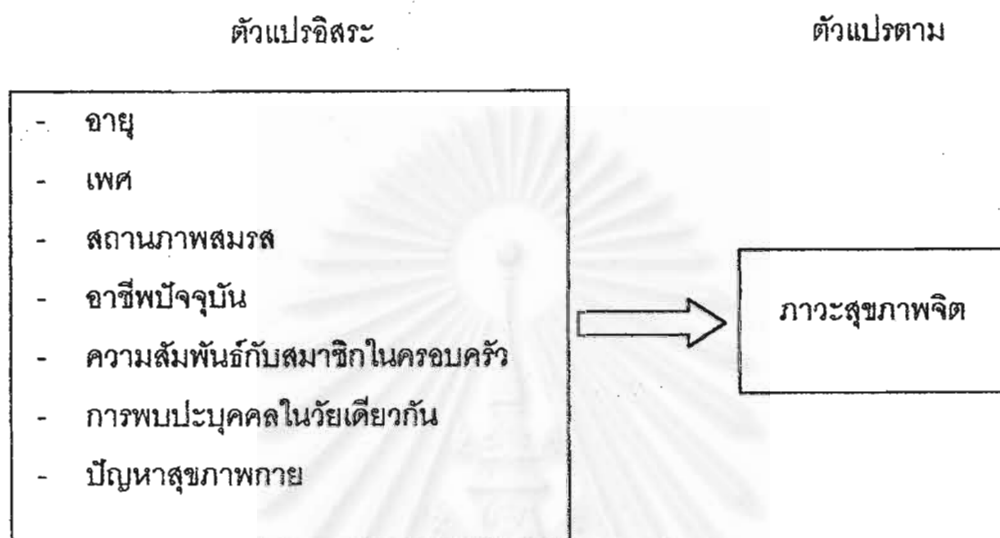 ตัวแปรอิสระ
ตัวแปรตาม
- อายุ
- เพศ
- สถานภาพสมรส
- อาชีพปัจจุบัน
- ความสัมพันธ์กับสมาชิกในครอบครัว
- การพบปะบุคคลในวัยเดียวกัน
- ปัญหาสุขภาพกาย
ภาวะสุขภาพจิต